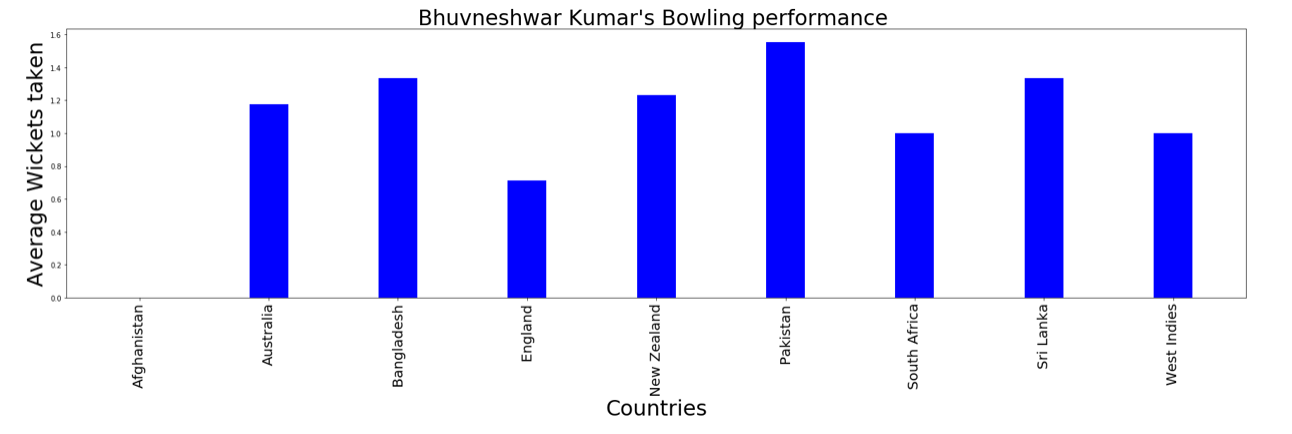 Bhuvneshwar Kumar's Bowling performance
Average Wickets taken
1.6
1.4
1.2
1.0
0.8
0.6
0.4
0.2
0.0
Afghanistan
Australia
Bangladesh
England
New Zealand
Pakistan
South Africa
Sri Lanka
West Indies
Countries